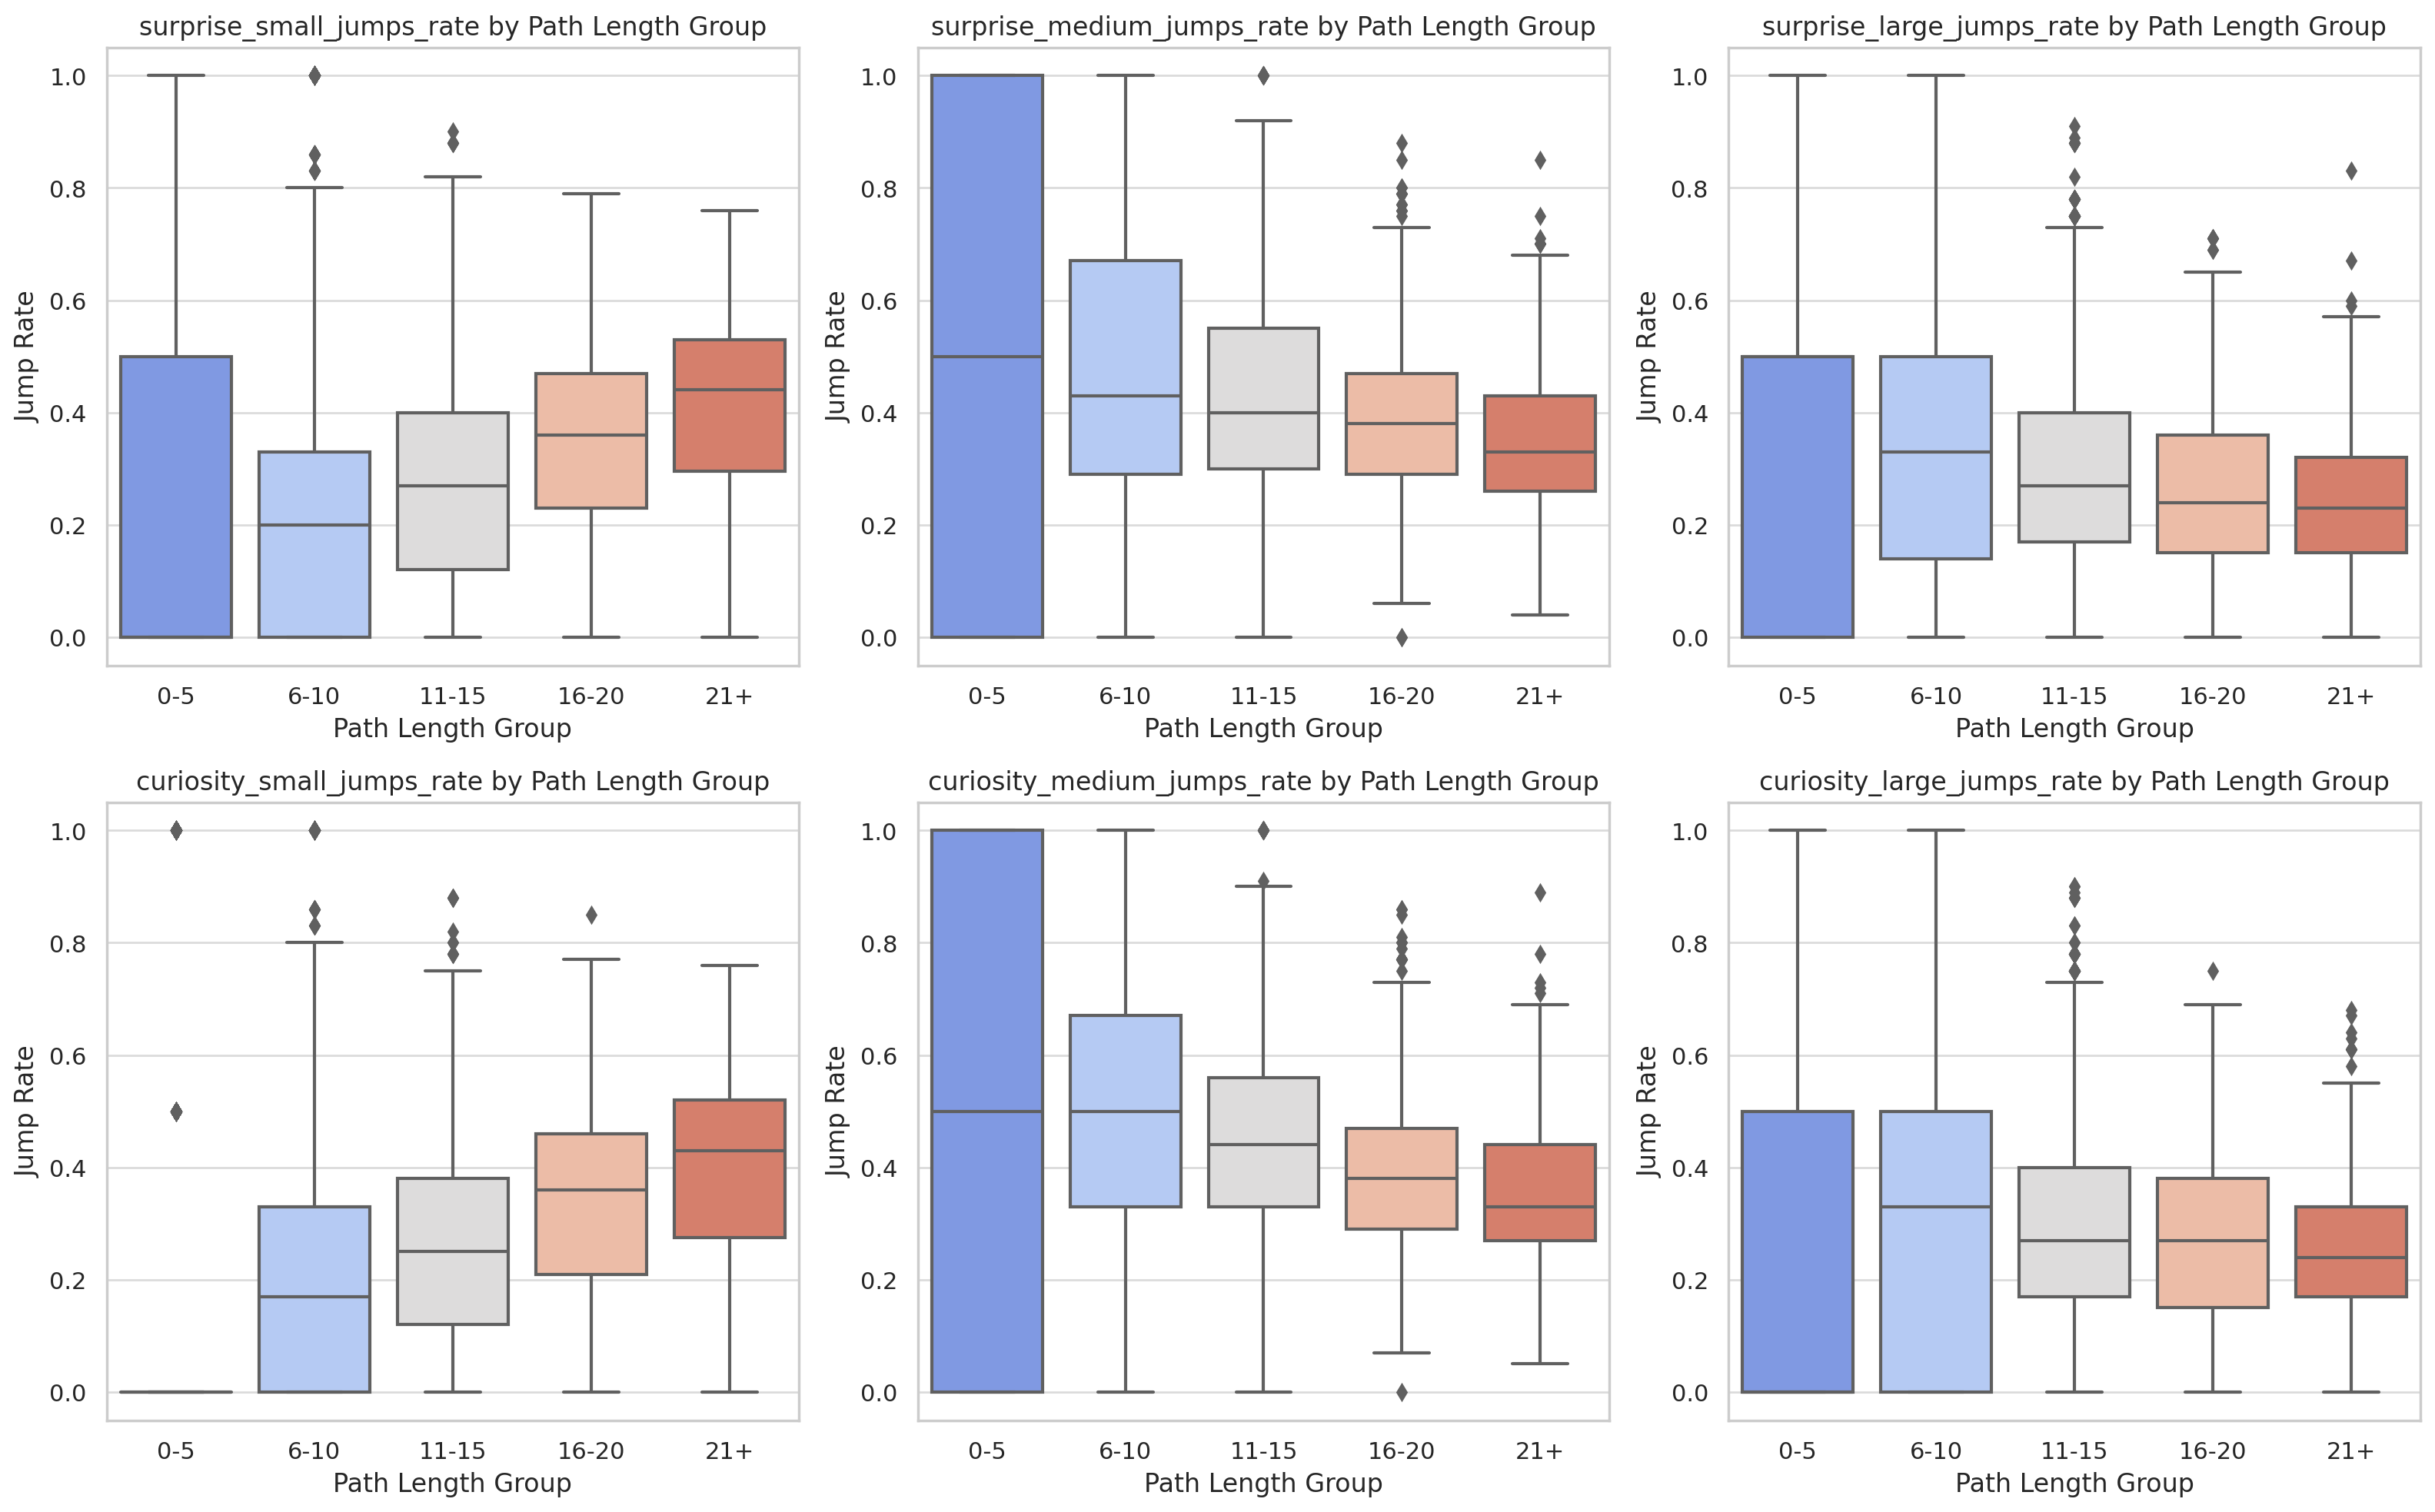 surprise_small_jumps_rate by Path Length Group
surprise_medium_jumps_rate by Path Length Group
surprise_large_jumps_rate by Path Length Group
Jump Rate
1.0
0.8
0.6
0.4
0.2
0.0
0-5 6-10 11-15 16-20 21+
Path Length Group
Jump Rate
1.0
0.8
0.6
0.4
0.2
0.0
0-5 6-10 11-15 16-20 21+
Path Length Group
Jump Rate
1.0
0.8
0.6
0.4
0.2
0.0
0-5 6-10 11-15 16-20 21+
Path Length Group
curiosity_small_jumps_rate by Path Length Group
curiosity_medium_jumps_rate by Path Length Group
curiosity_large_jumps_rate by Path Length Group
Jump Rate
1.0
0.8
0.6
0.4
0.2
0.0
0-5 6-10 11-15 16-20 21+
Path Length Group
Jump Rate
1.0
0.8
0.6
0.4
0.2
0.0
0-5 6-10 11-15 16-20 21+
Path Length Group
Jump Rate
1.0
0.8
0.6
0.4
0.2
0.0
0-5 6-10 11-15 16-20 21+
Path Length Group